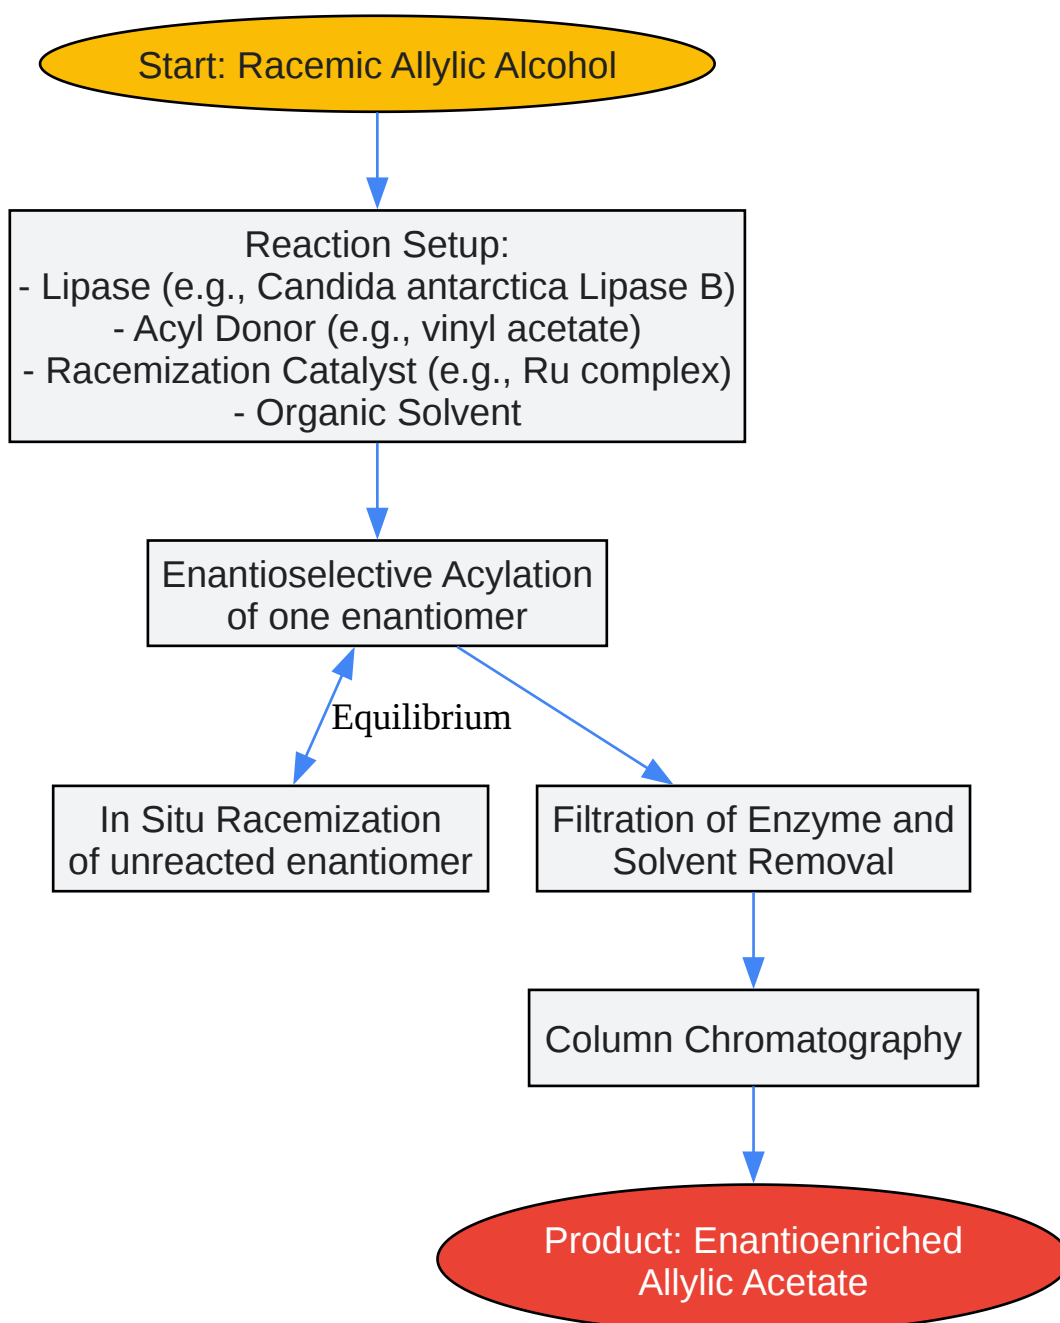 Start: Racemic Allylic Alcohol
Reaction Setup:
- Lipase (e.g., Candida antarctica Lipase B)
- Acyl Donor (e.g., vinyl acetate)
- Racemization Catalyst (e.g., Ru complex)
- Organic Solvent
Enantioselective Acylation
of one enantiomer
Equilibrium
In Situ Racemization
of unreacted enantiomer
Filtration of Enzyme and
Solvent Removal
Column Chromatography
Product: Enantioenriched
Allylic Acetate